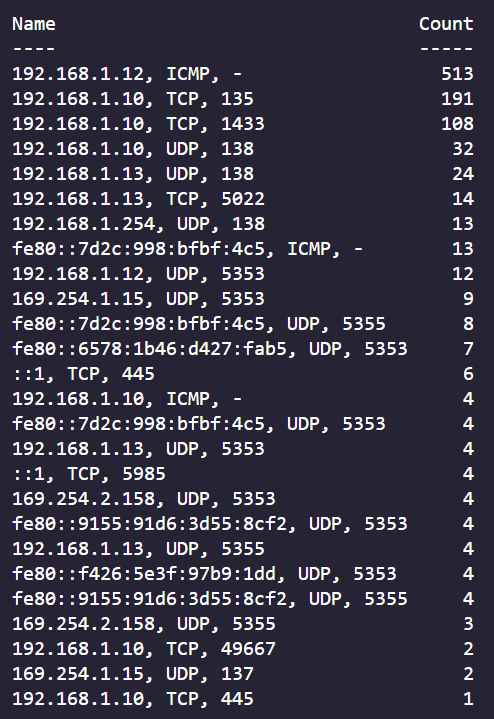 Name Count
---- -----
192.168.1.12, ICMP, - 513
192.168.1.10, TCP, 135 191
192.168.1.10, TCP, 1433 108
192.168.1.10, UDP, 138 32
192.168.1.13, UDP, 138 24
192.168.1.13, TCP, 5022 14
192.168.1.254, UDP, 138 13
fe80::7d2c:998:bfbf:4c5, ICMP, - 13
192.168.1.12, UDP, 5353 12
169.254.1.15, UDP, 5353 9
fe80::7d2c:998:bfbf:4c5, UDP, 5355 8
fe80::6578:1b46:d427:fab5, UDP, 5353 7
::1, TCP, 445 6
192.168.1.10, ICMP, - 4
fe80::7d2c:998:bfbf:4c5, UDP, 5353 4
192.168.1.13, UDP, 5353 4
::1, TCP, 5985 4
169.254.2.158, UDP, 5353 4
fe80::9155:91d6:3d55:8cf2, UDP, 5353 4
192.168.1.13, UDP, 5355 4
fe80::f426:5e3f:97b9:1dd, UDP, 5353 4
fe80::9155:91d6:3d55:8cf2, UDP, 5355 4
169.254.2.158, UDP, 5355 3
192.168.1.10, TCP, 49667 2
169.254.1.15, UDP, 137 2
192.168.1.10, TCP, 445 1